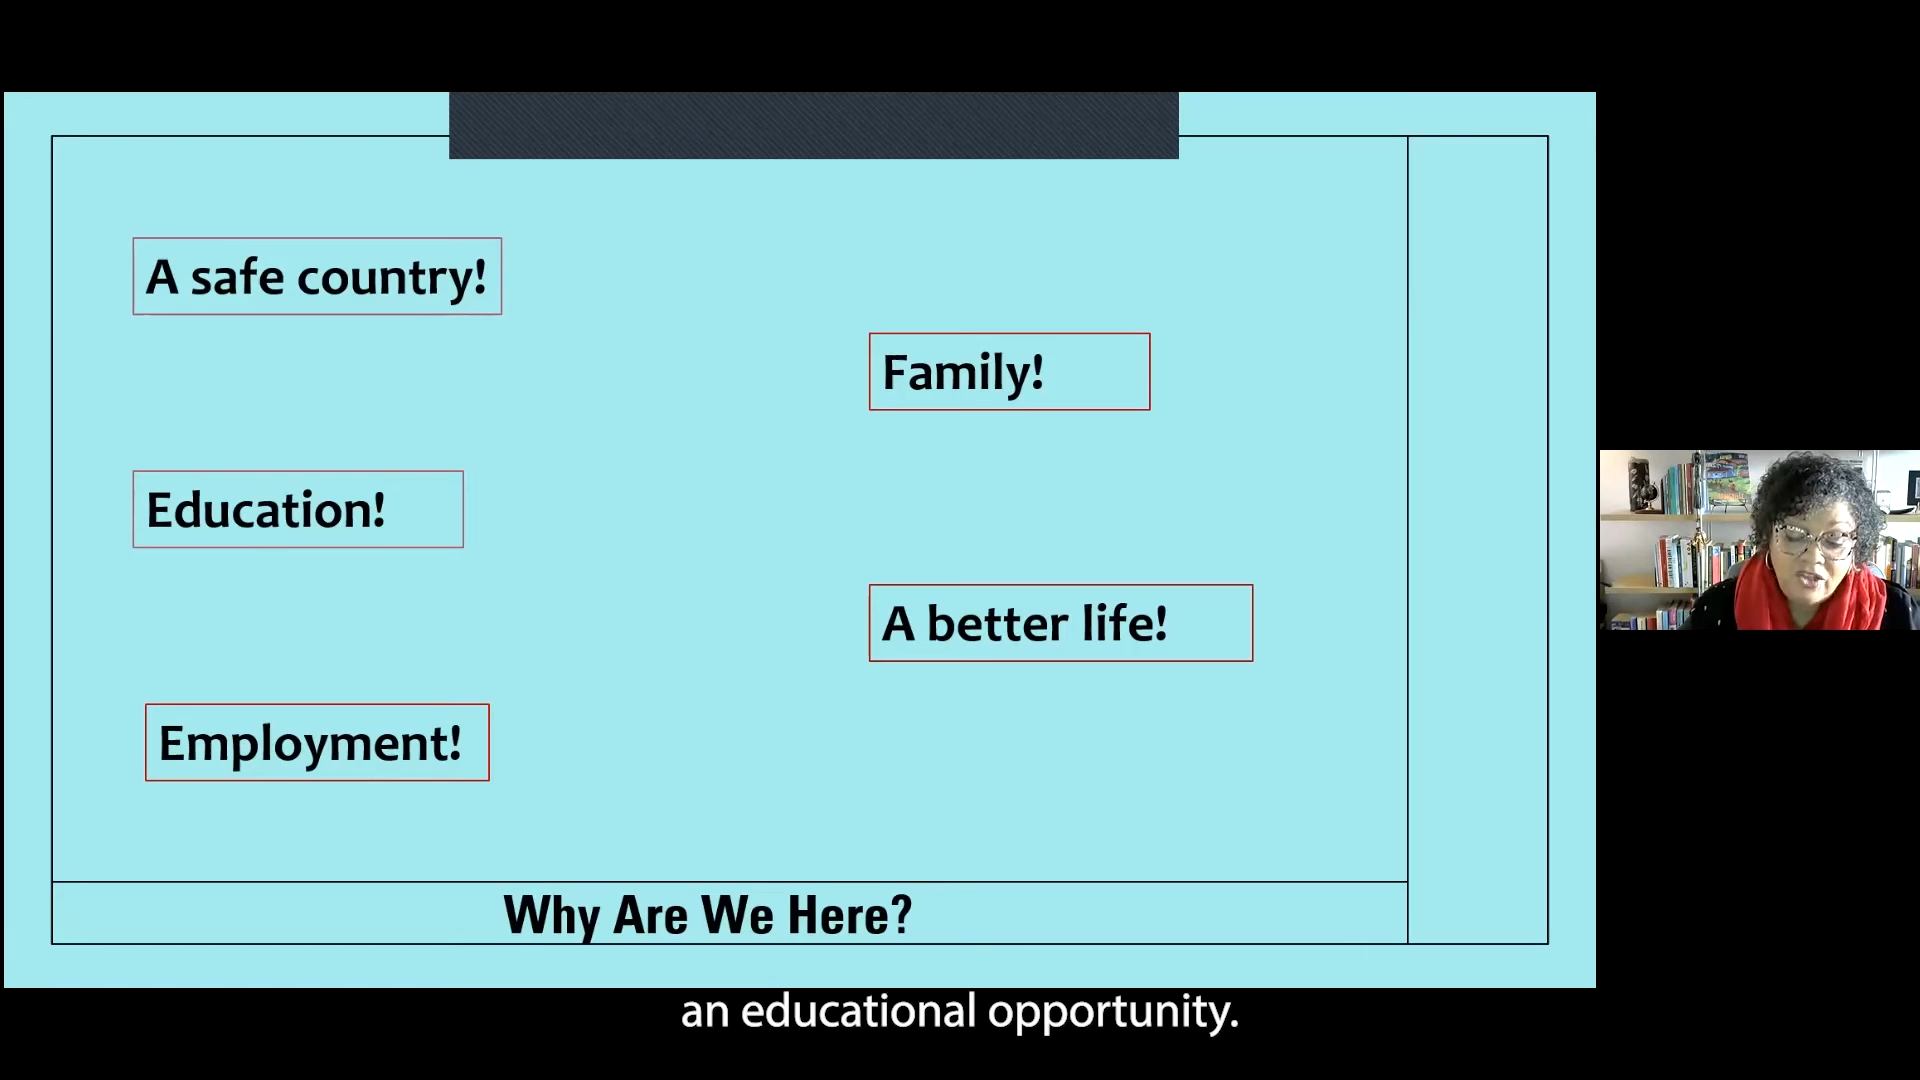 A safe country!
Family!
Education!
A better life!
Employment!
Why Are We Here?
an educational opportunity.